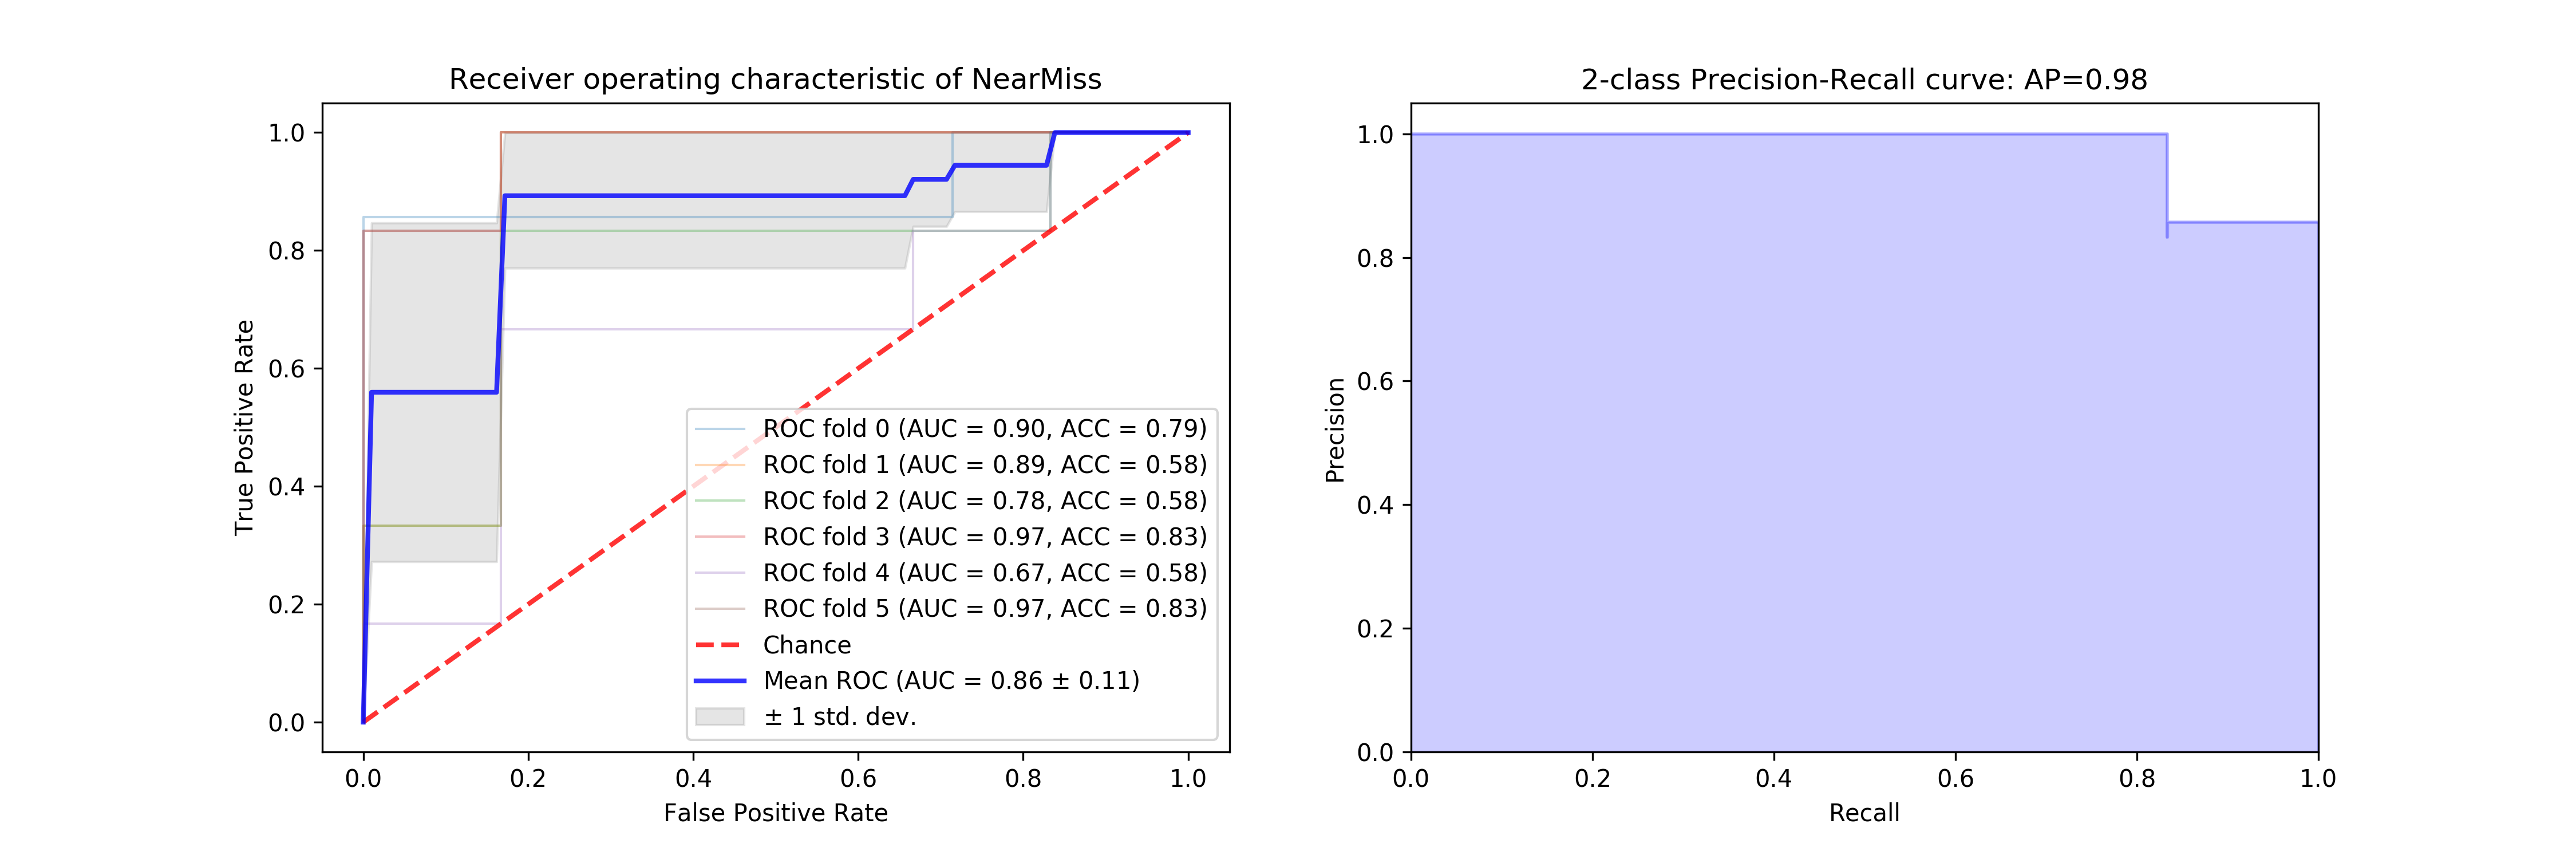 Receiver operating characteristic of NearMiss
True Positive Rate
1.0
0.8
0.6
0.4
0.2
0.0
ROC fold 0 (AUC = 0.90, ACC = 0.79)
ROC fold 1 (AUC = 0.89, ACC = 0.58)
ROC fold 2 (AUC = 0.78, ACC = 0.58)
ROC fold 3 (AUC = 0.97, ACC = 0.83)
ROC fold 4 (AUC = 0.67, ACC = 0.58)
ROC fold 5 (AUC = 0.97, ACC = 0.83)
Chance
Mean ROC (AUC = 0.86 ± 0.11)
± 1 std. dev.
0.0 0.2 0.4 0.6 0.8 1.0
False Positive Rate
2-class Precision-Recall curve: AP=0.98
Precision
1.0
0.8
0.6
0.4
0.2
0.0
0.0 0.2 0.4 0.6 0.8 1.0
Recall